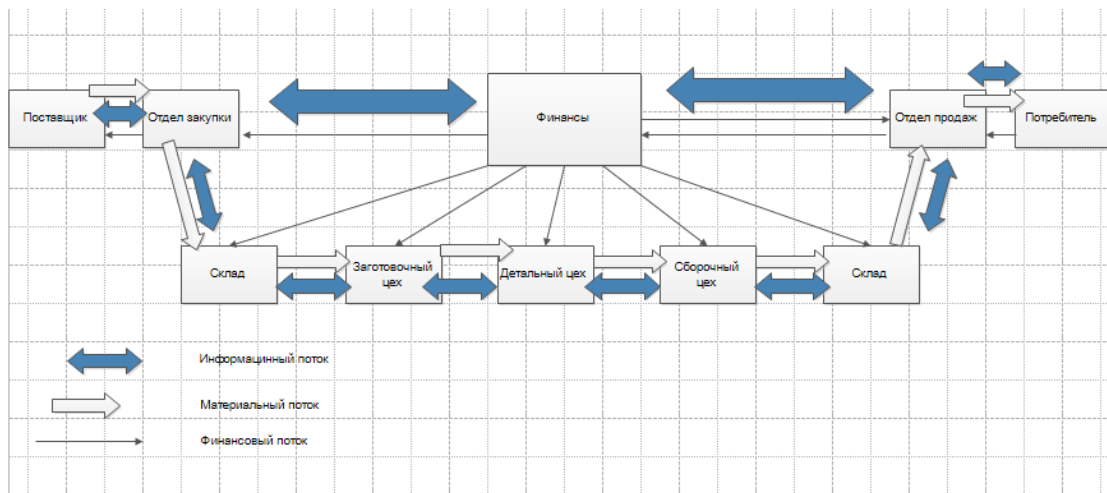 Поставщик
Отдел закупки
Финансы
Отдел продаж
Потребитель
Склад
Заготовочный
цех
Детальный цех
Сборочный
цех
Склад
Информацинный поток
Материальный поток
Финансовый поток